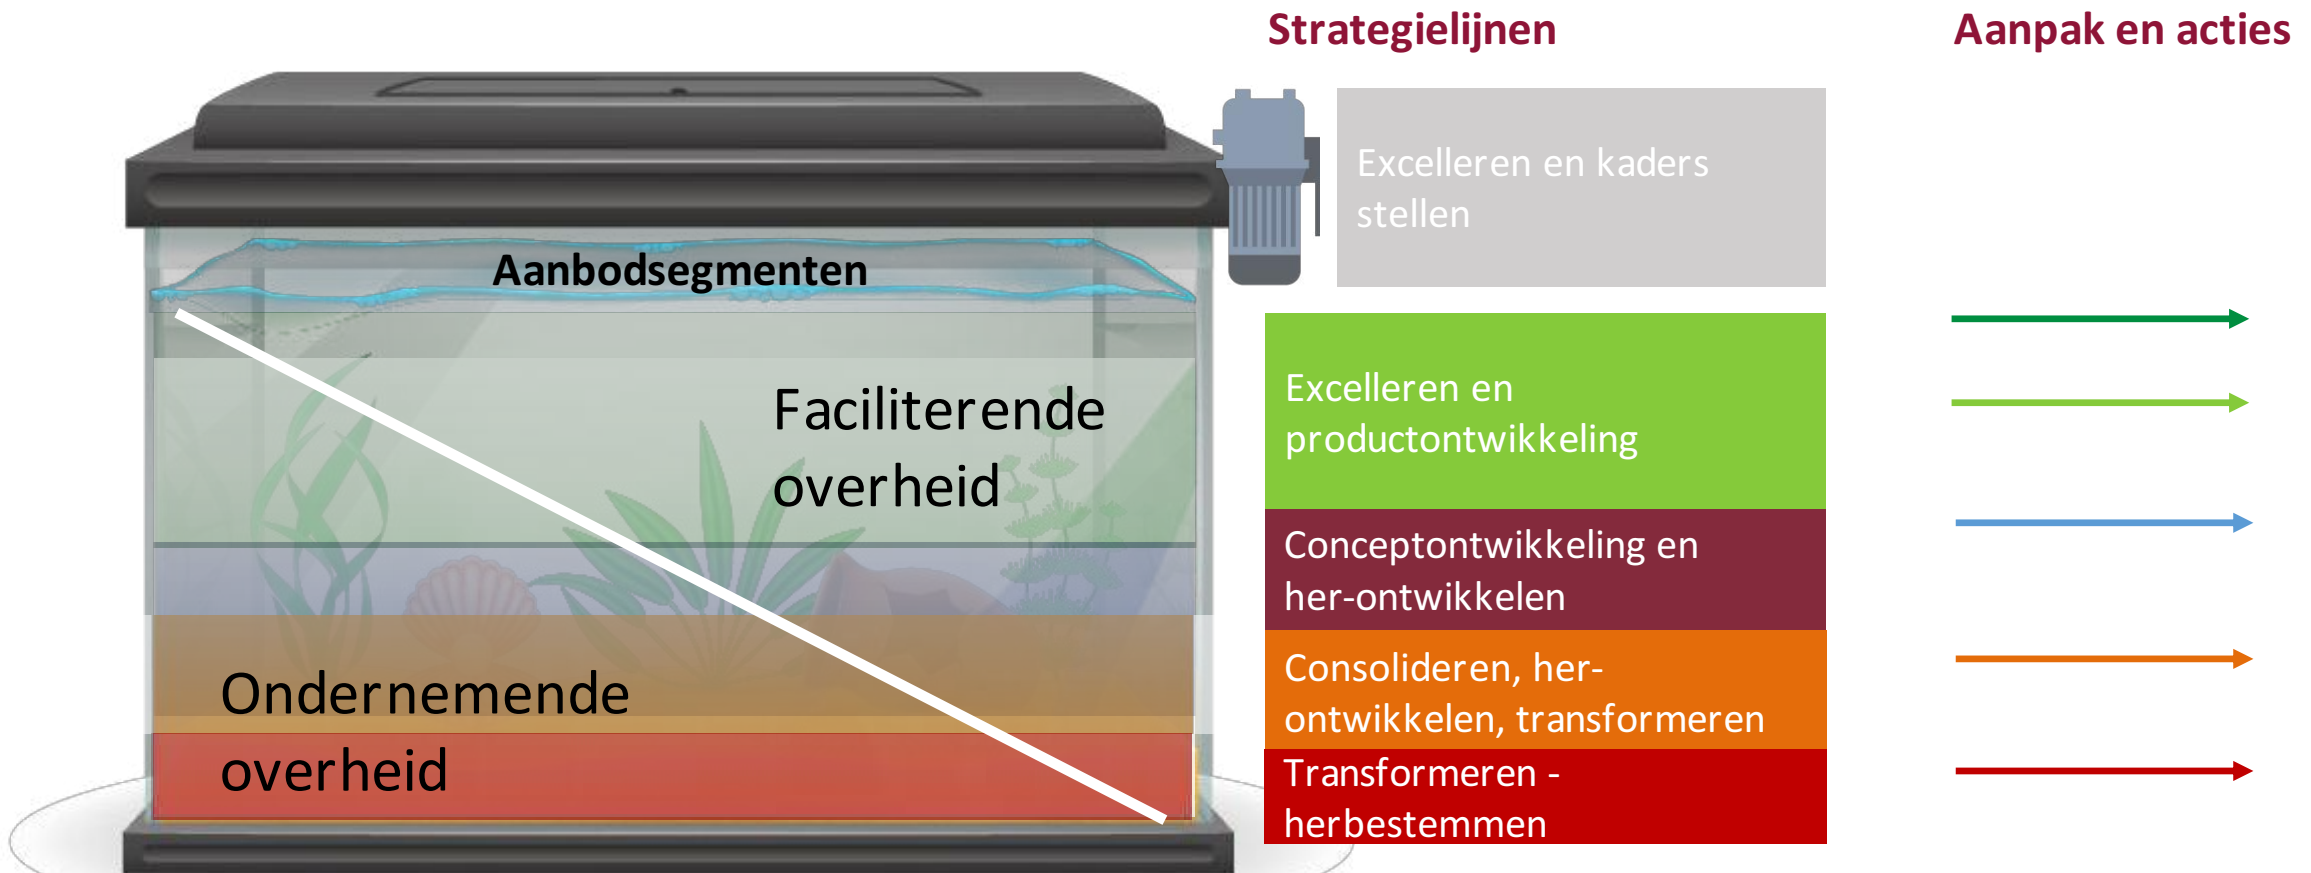 Strategielijnen
Aanpak en acties
Excelleren en kaders
stellen
Aanbodsegmenten
Faciliterende
overheid
Excelleren en
productontwikkeling
Conceptontwikkeling en
her-ontwikkelen
Ondernemende
overheid
Consolideren, her-
ontwikkelen, transformeren
Transformeren -
herbestemmen